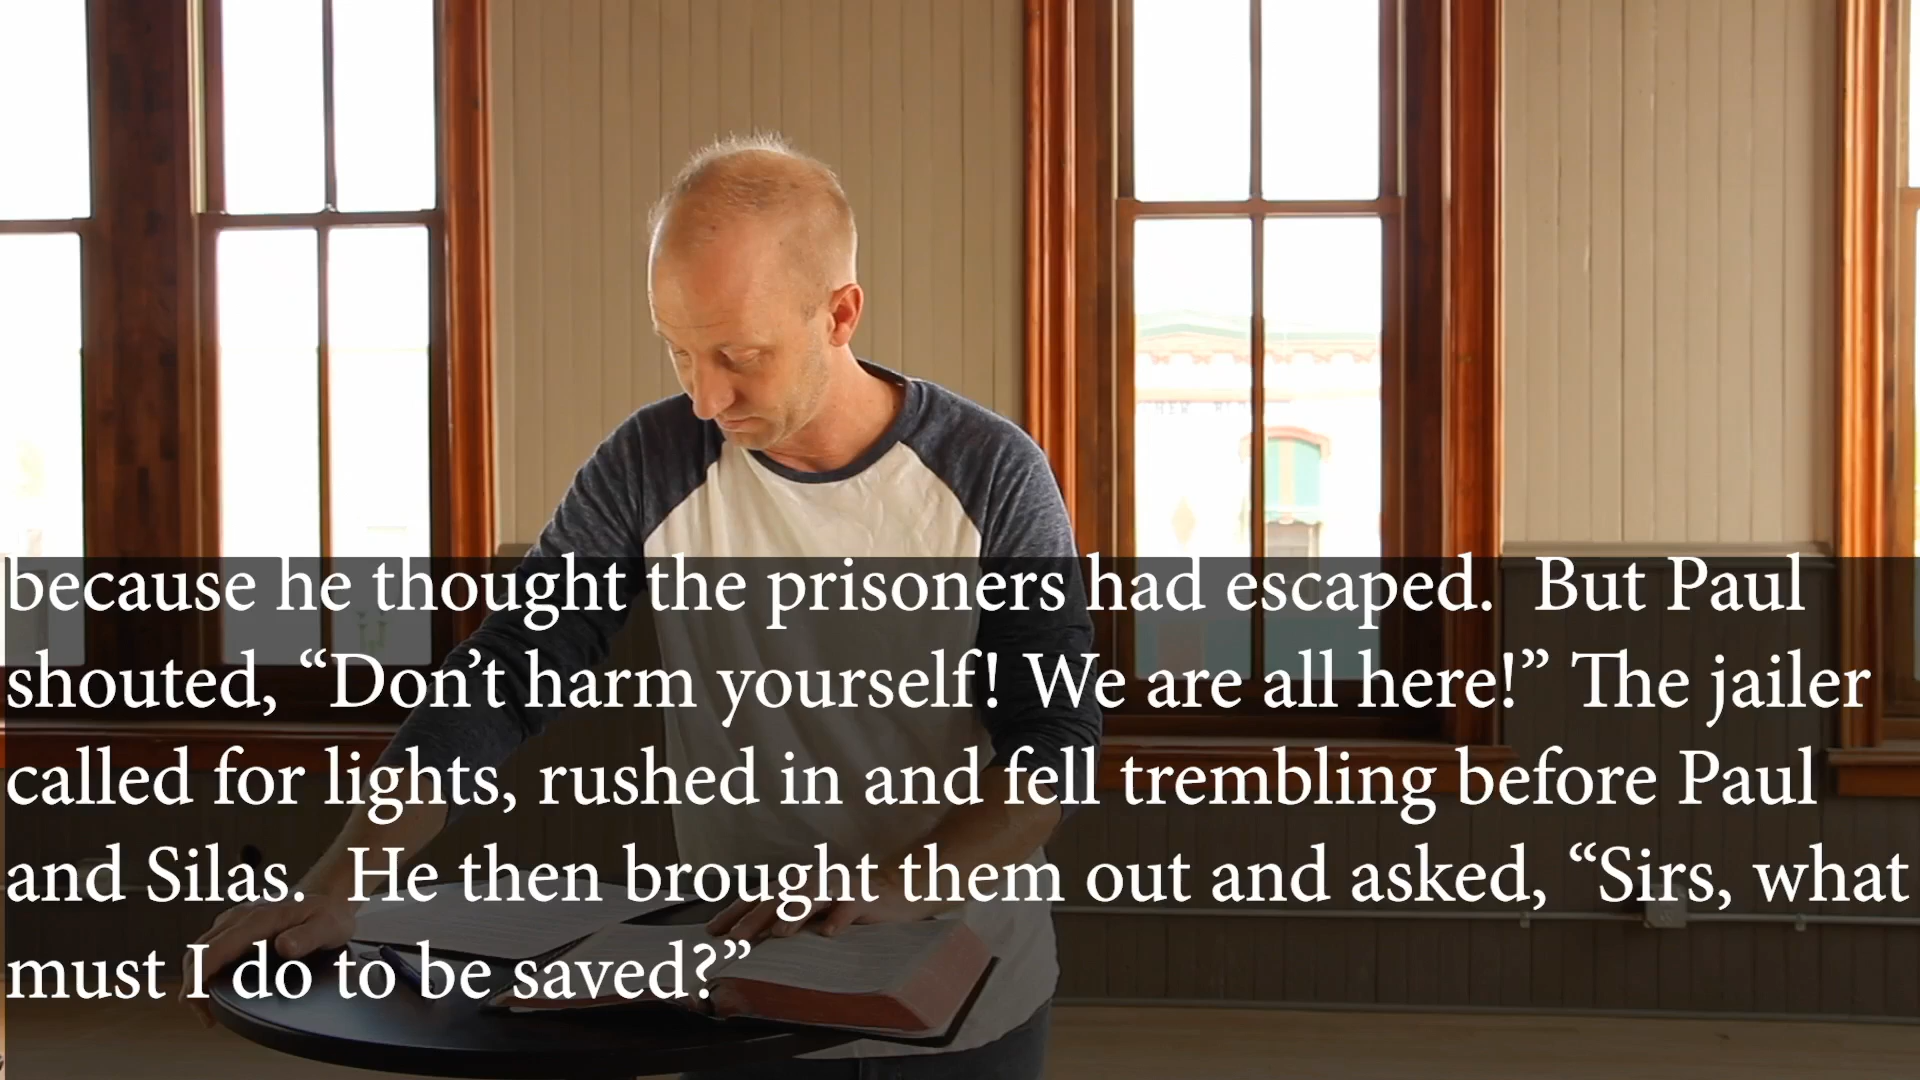 because he thought the prisoners had escaped.  But Paul
shouted, “Don’t harm yourself! We are all here!” The jailer
called for lights, rushed in and fell trembling before Paul
and Silas.  He then brought them out and asked, “Sirs, what
must I do to be saved?”